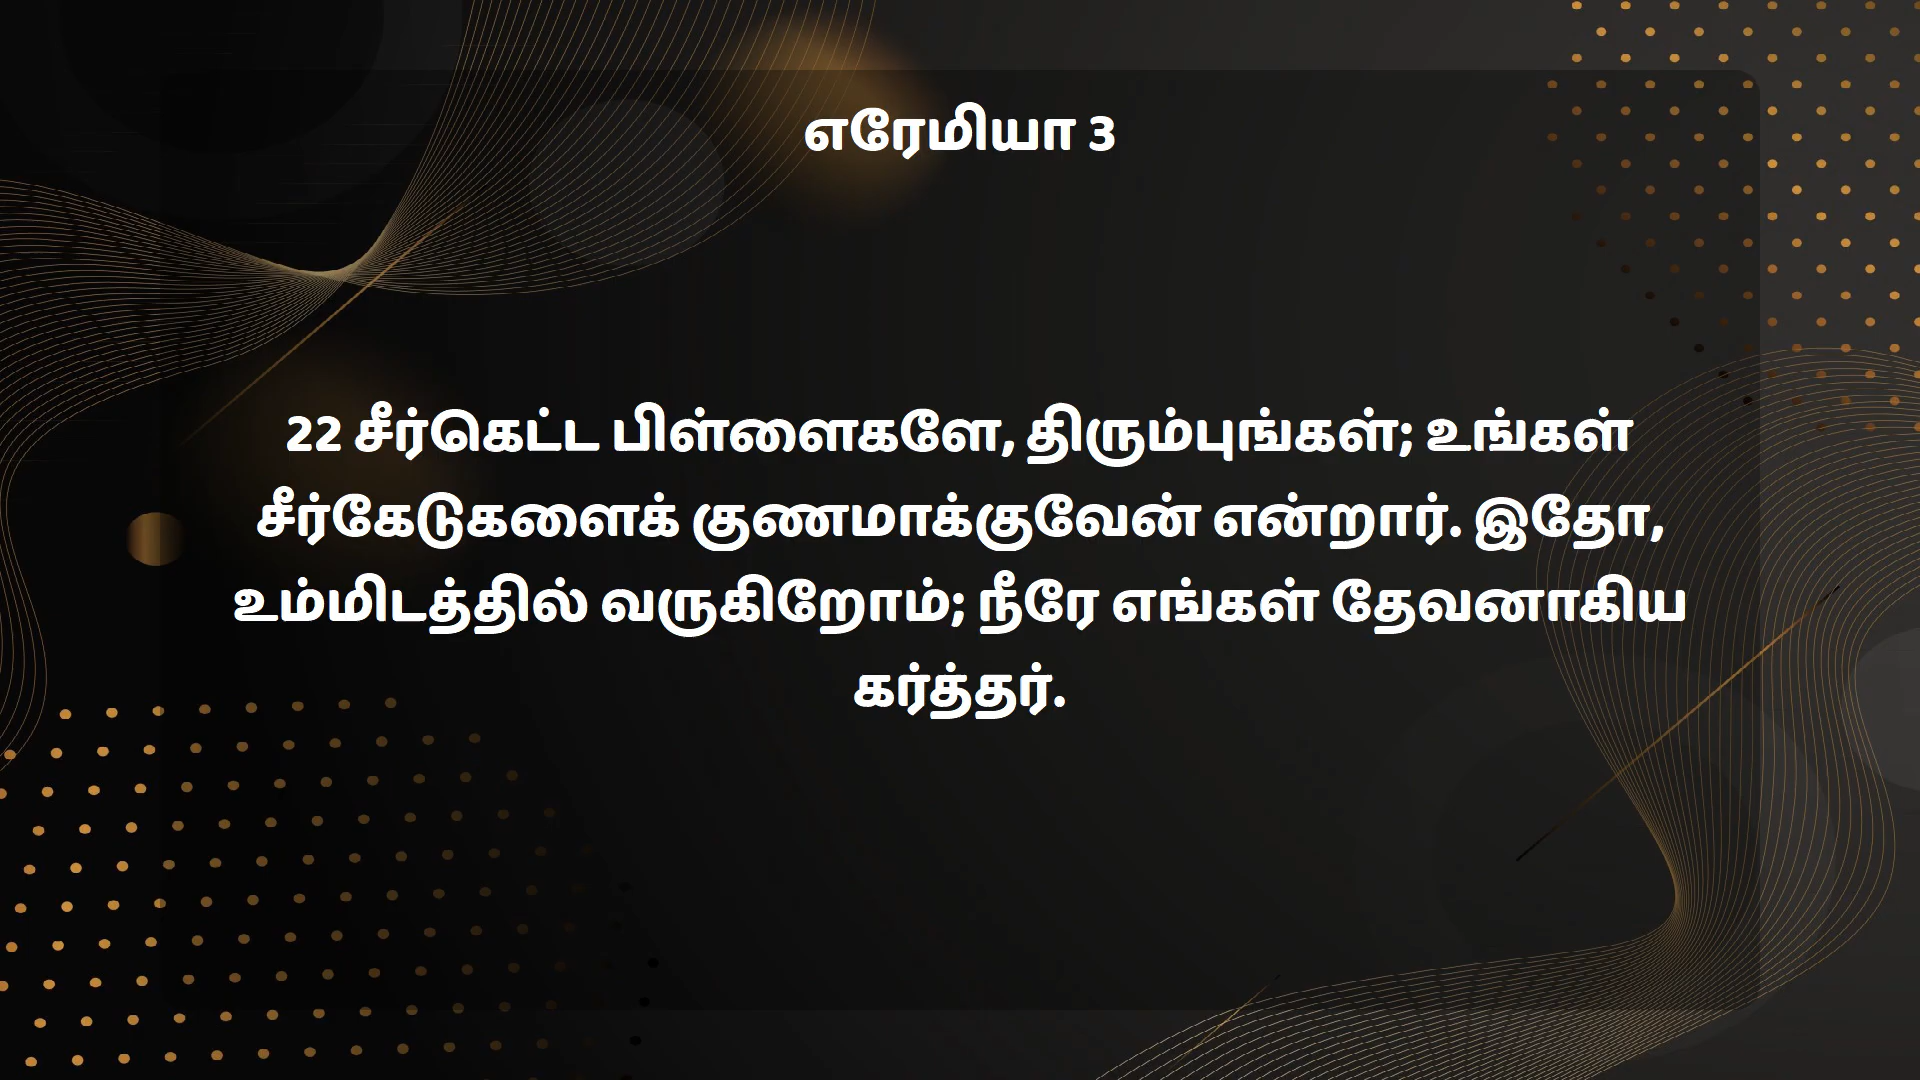 எரேமியா 3
22 சீர்கெட்ட பிள்ளைகளே, திரும்புங்கள்; உங்கள்
சீர்கேடுகளைக் குணமாக்குவேன் என்றார். இதோ,
உம்மிடத்தில் வருகிறோம்; நீரே எங்கள் தேவனாகிய
கர்த்தர்.